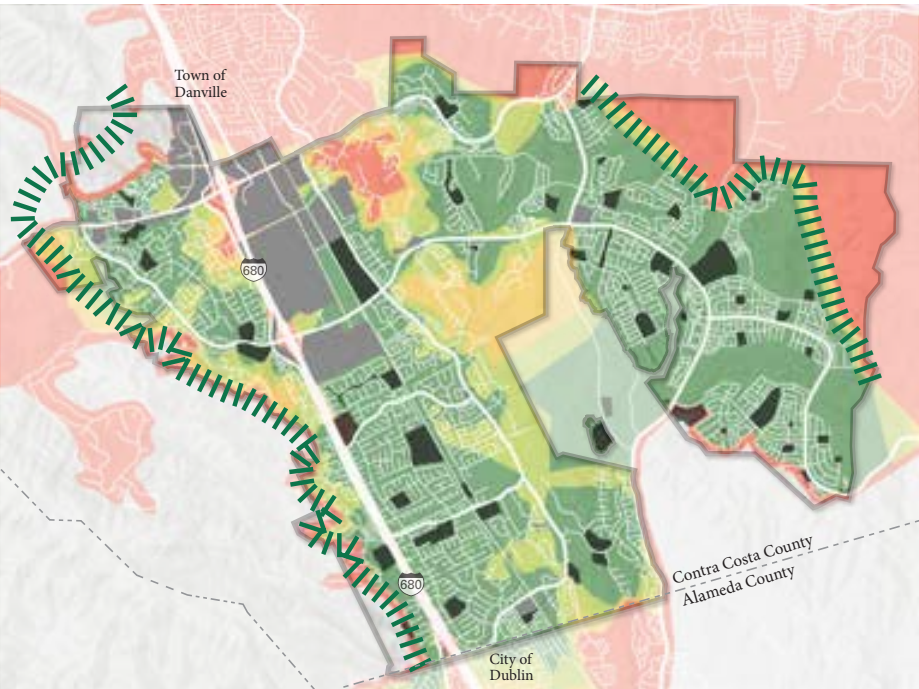 Town of
Danville
680
680
Contra Costa County
Alameda County
City of
Dublin